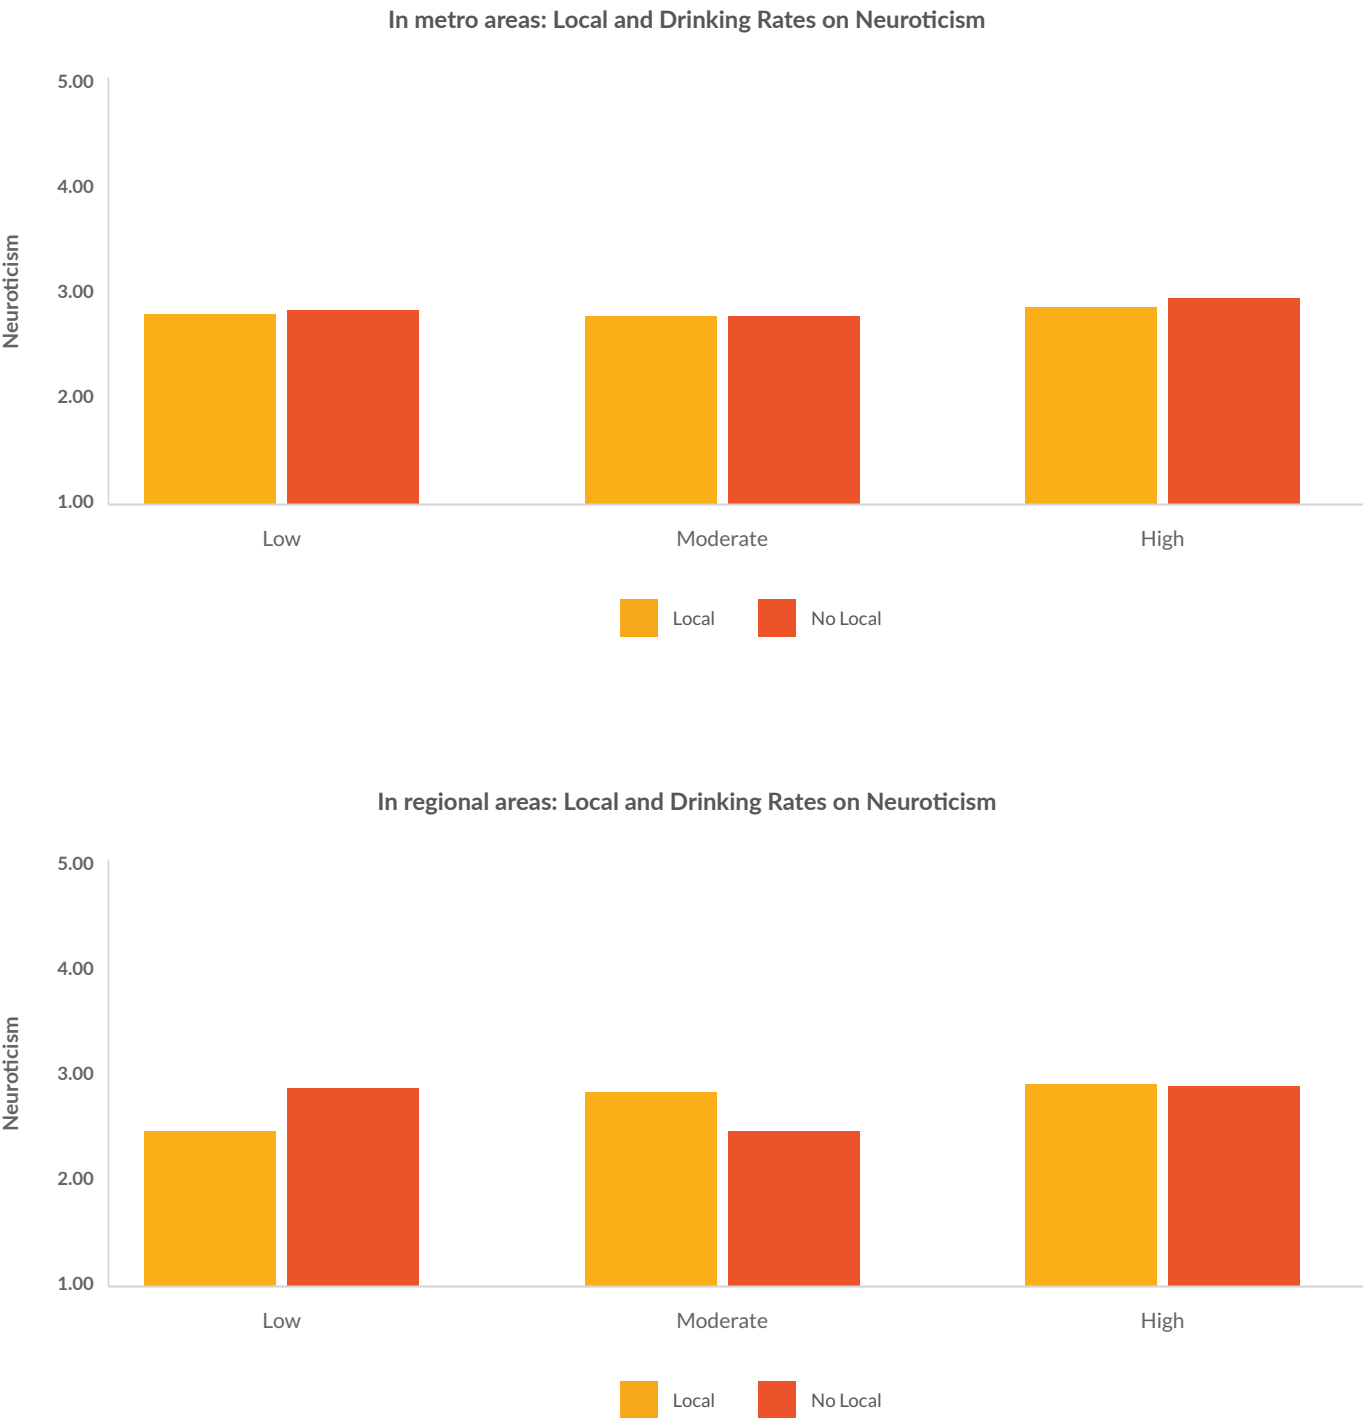 In metro areas: Local and Drinking Rates on Neuroticism
5.00
4.00
3.00
2.00
1.00
Neuroticism
Low Moderate High
Local No Local
In regional areas: Local and Drinking Rates on Neuroticism
5.00
4.00
3.00
2.00
1.00
Neuroticism
Low Moderate High
Local No Local